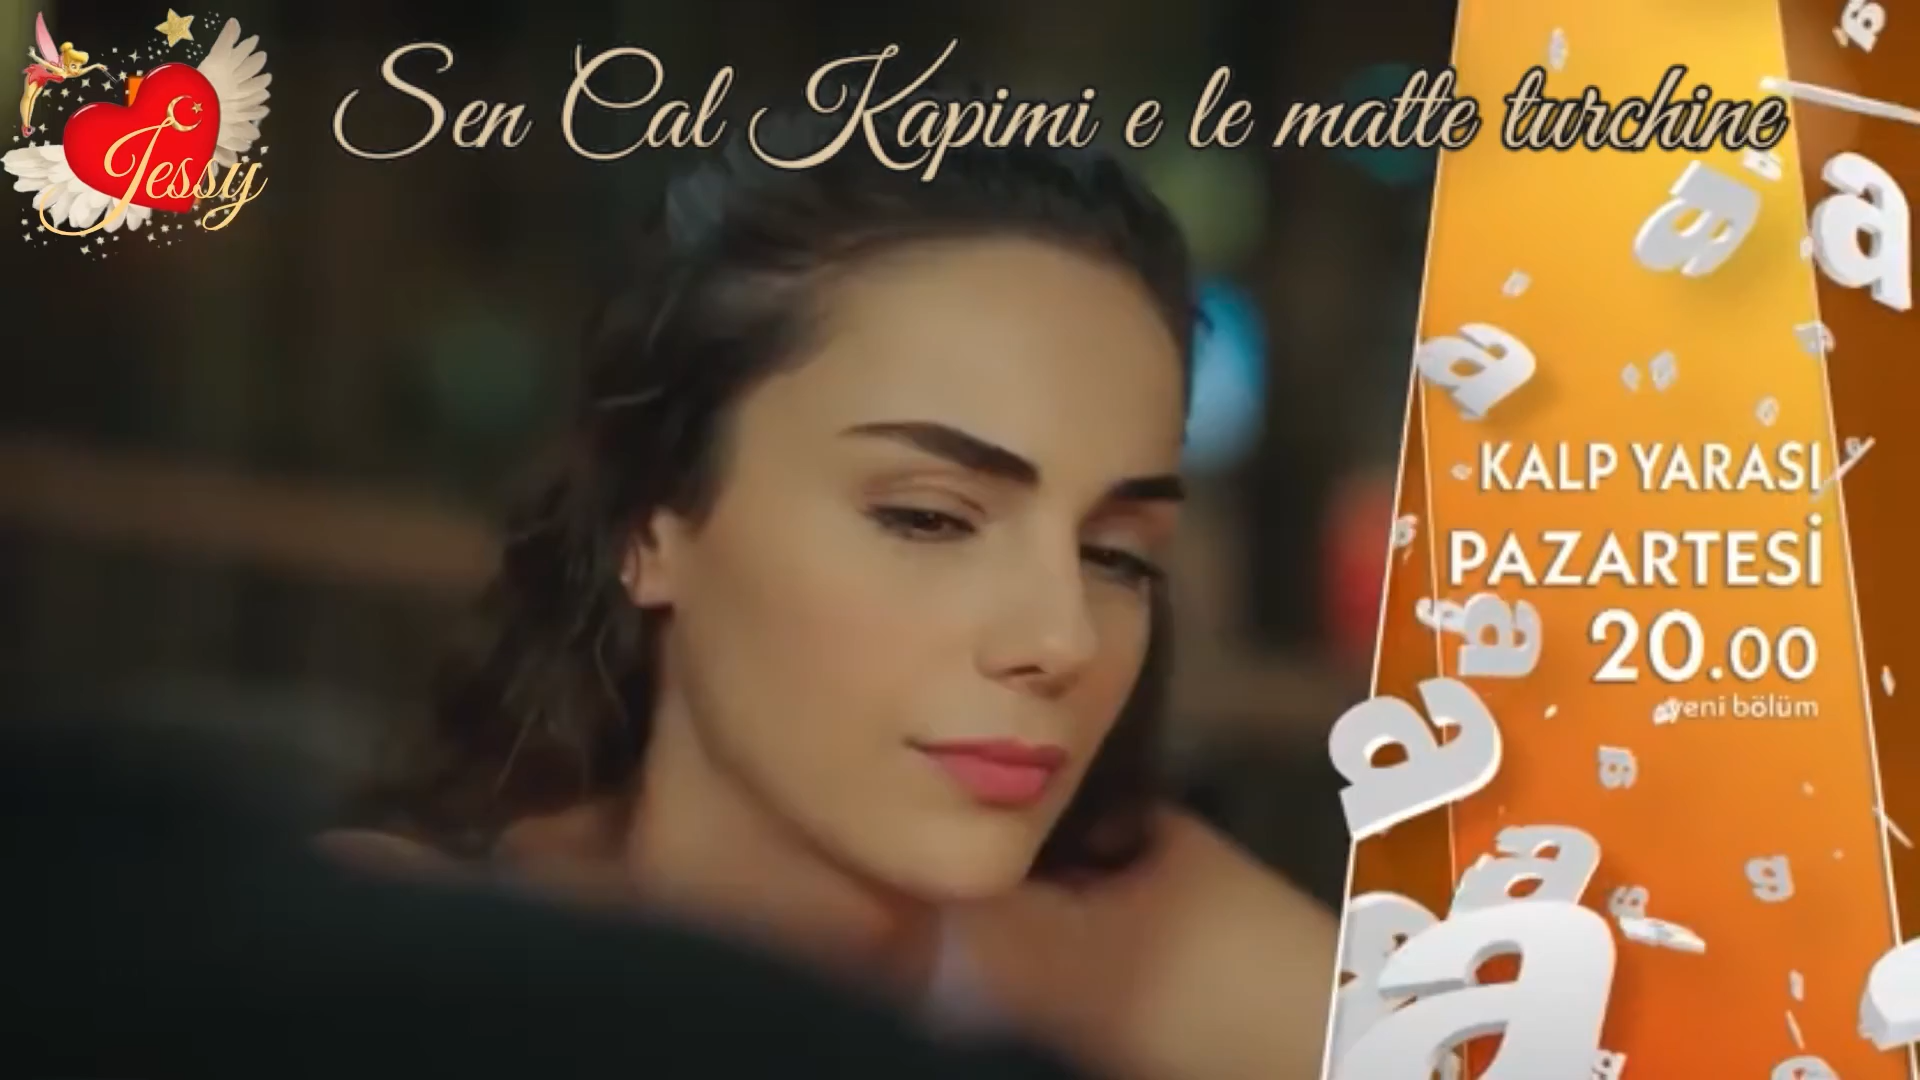 Sen Cal Kapimi e le matte turchine
Jessy
KALP YARASI
PAZARTESİ
20.00
yeni bölüm